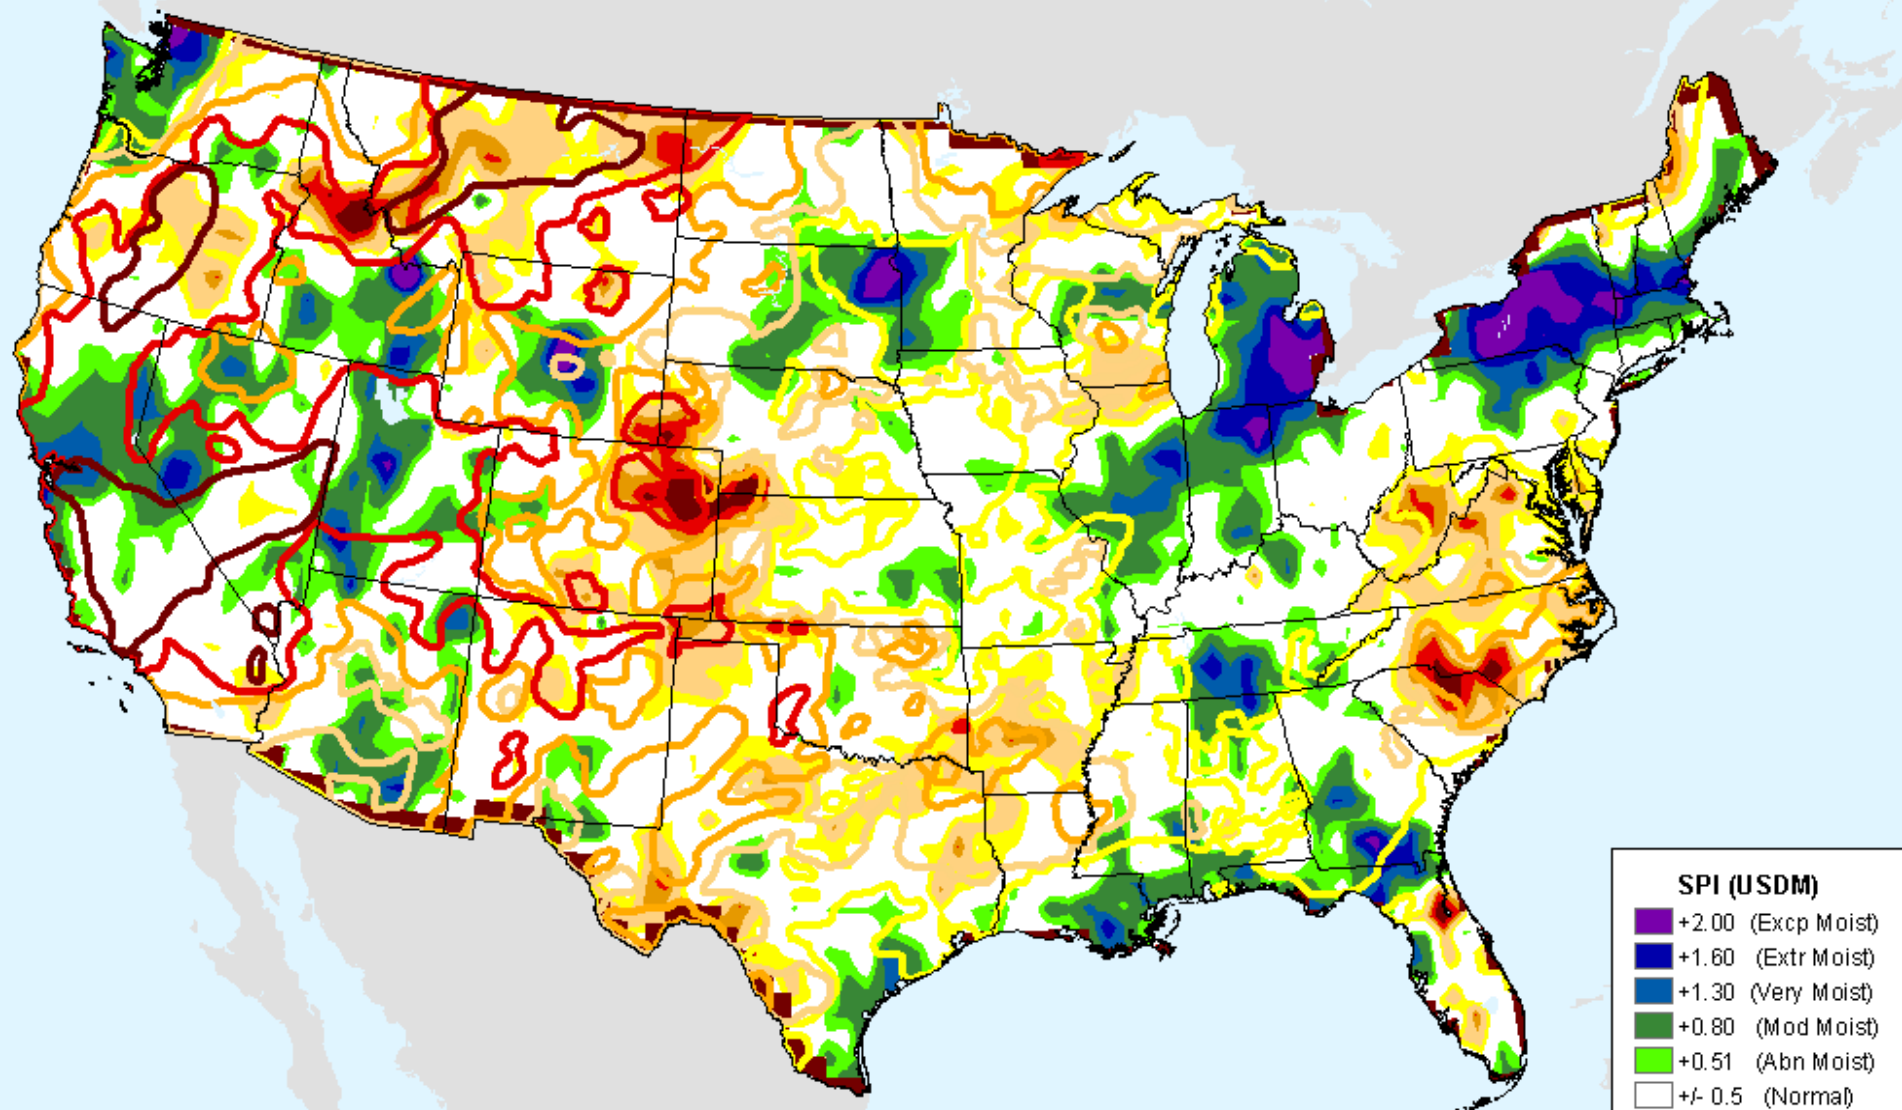 SPI (USDM)
+2.00 (Excp Moist)
+1.60 (Extr Moist)
+1.30 (Very Moist)
+0.80 (Mod Moist)
+0.51 (Abn Moist)
+/- 0.5 (Normal)